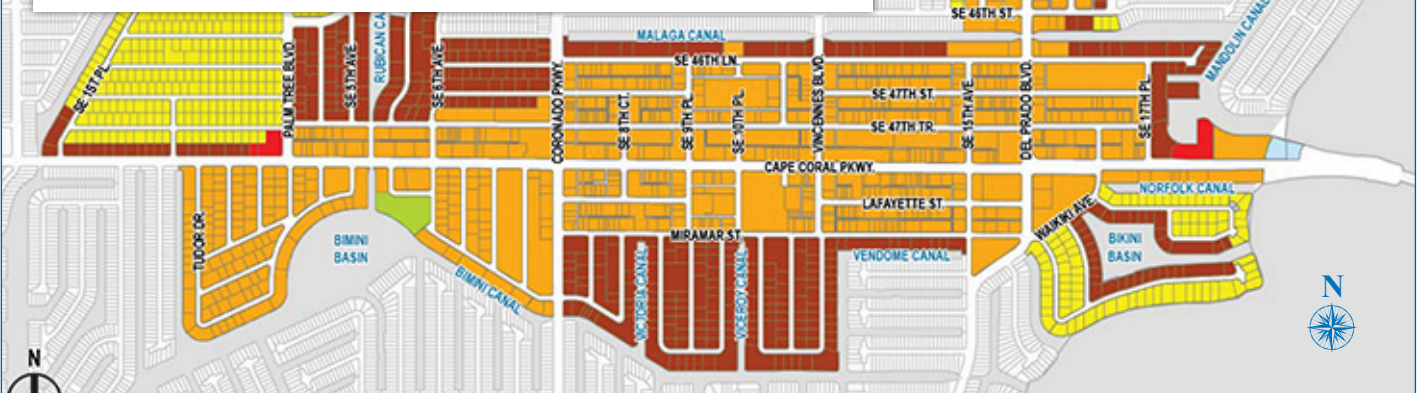 SE 46TH ST.
MALAGA CANAL
MANDOLIN CANAL
SE 1ST PL.
PALM TREE BLVD.
SE 5TH AVE
RUBICAN CA
SE 6TH AVE
CORONADO PKWY.
SE 46TH LN.
SE 8TH CT.
SE 9TH PL.
SE 10TH PL.
VINCENNES BLVD.
SE 47TH ST.
SE 47TH TR.
SE 15TH AVE.
DEL PRADO BLVD.
SE 17TH PL.
CAPE CORAL PKWY.
NORFOLK CANAL
LAFAYETTE ST.
WAIKIKI AVE.
TUDOR DR.
BIMINI
BASIN
MIRAMAR ST
BIKINI
BASIN
VICTORIA CANAL
VICEROY CANAL
VENDOME CANAL
BIMINI CANAL
N
N